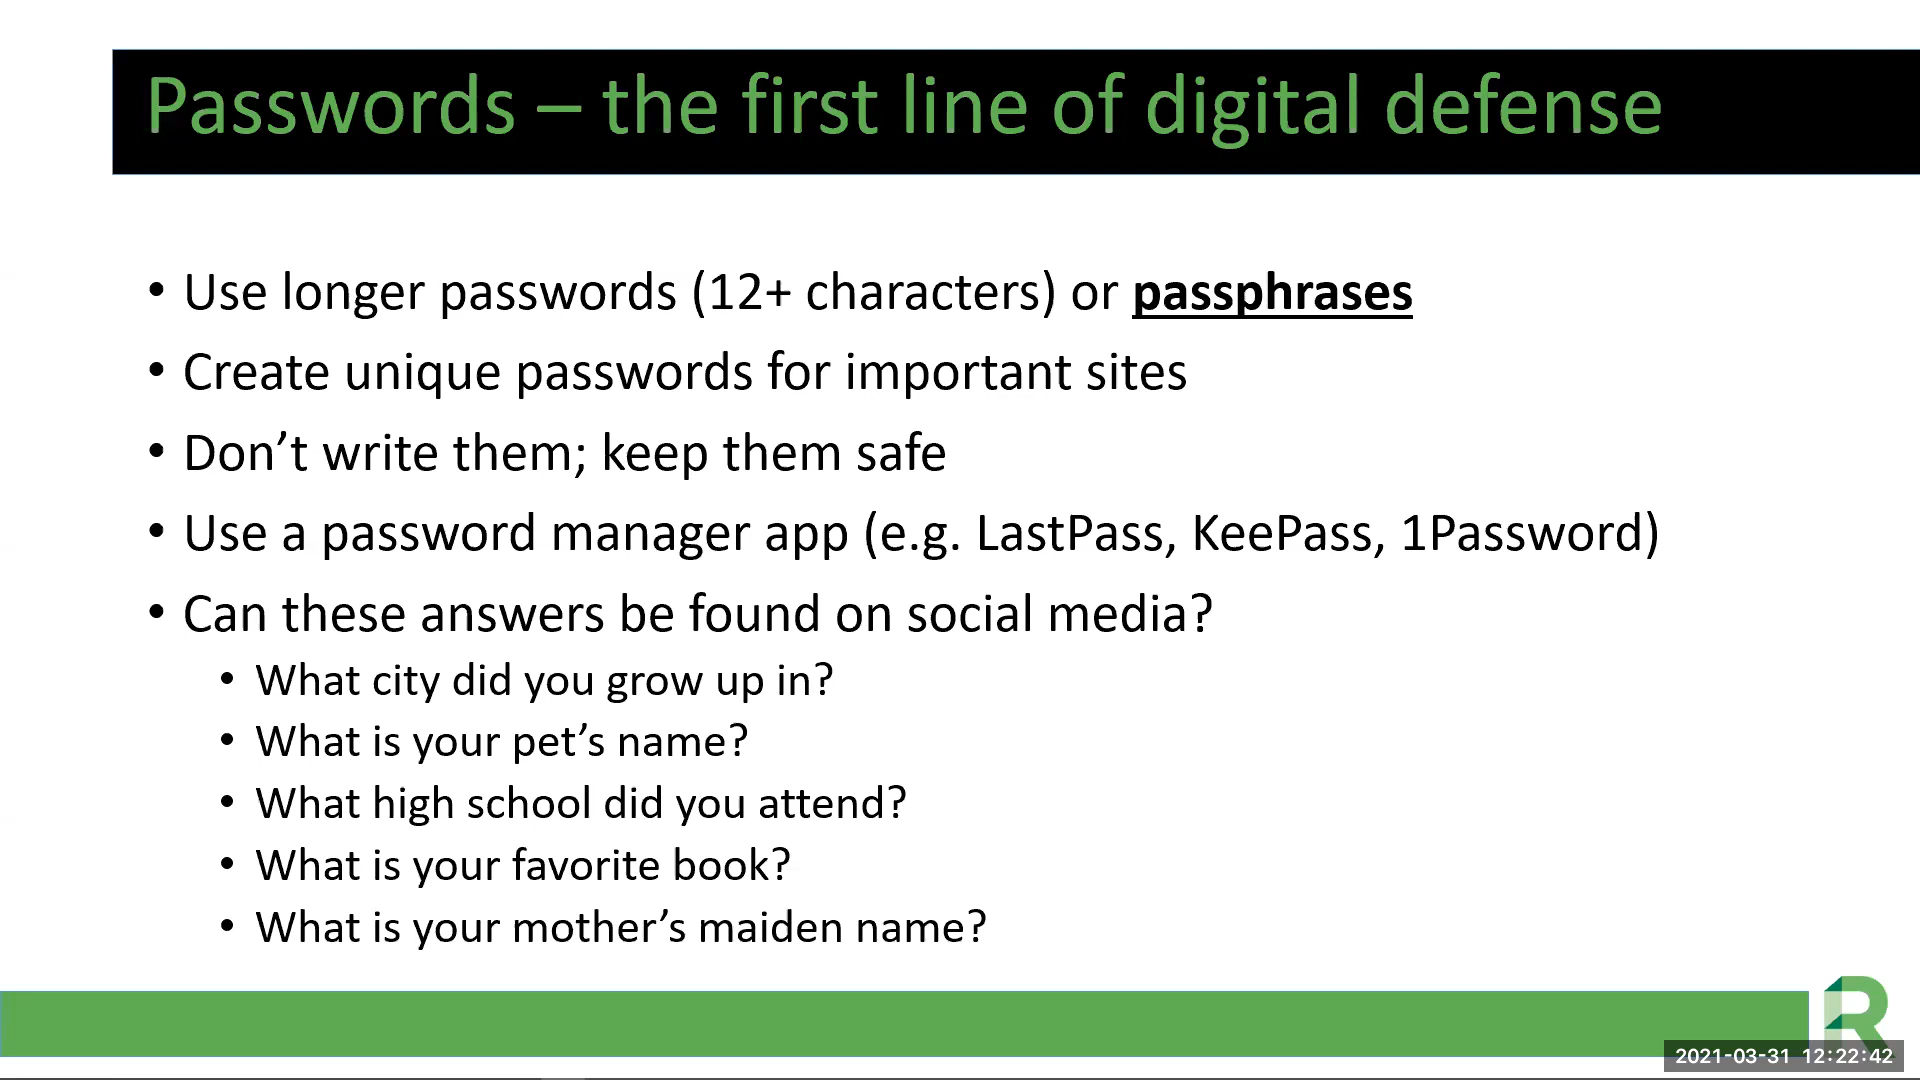 Passwords – the first line of digital defense
• Use longer passwords (12+ characters) or passphrases
• Create unique passwords for important sites
• Don’t write them; keep them safe
• Use a password manager app (e.g. LastPass, KeePass, 1Password)
• Can these answers be found on social media?
• What city did you grow up in?
• What is your pet’s name?
• What high school did you attend?
• What is your favorite book?
• What is your mother’s maiden name?
R
2021-03-31 12:22:42